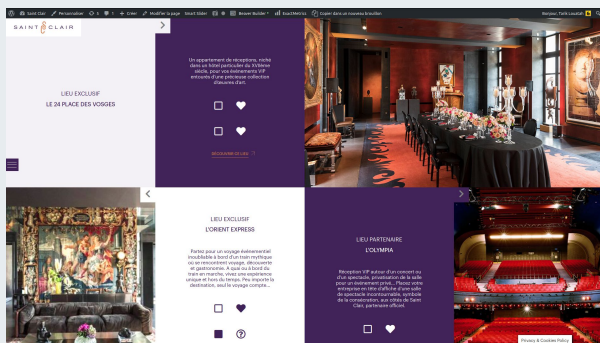 Saint Clair Personnaliser 6 1 + Créer Modifier la page Smart Slider Beaver Builder ExactMetrics Copier dans un nouveau brouillon
Bonjour, Tarik Louatah
SAINT CLAIR
LIEU EXCLUSIF
LE 24 PLACE DES VOSGES
Un appartement de réceptions, niché
dans un hôtel particulier du XVIIème
siècle, pour vos événements VIP
entourés d'une précieuse collection
d'œuvres d'art.
DÉCOUVRIR CE LIEU
LIEU EXCLUSIF
L'ORIENT EXPRESS
Partez pour un voyage événementiel
inoubliable à bord d'un train mythique
où se rencontrent voyage, découverte
et gastronomie. A quai ou à bord du
train en marche, vivez une expérience
unique et hors du temps. Peu importe la
destination, seul le voyage compte...
LIEU PARTENAIRE
L'OLYMPIA
Réception VIP autour d'un concert ou
d'un spectacle, privatisation de la salle
pour un événement privé... Placez votre
entreprise en tête d'affiche d'une salle
de spectacle incontournable, symbole
de la consécration, aux côtés de Saint
Clair, partenaire officiel.
Privacy & Cookies Policy